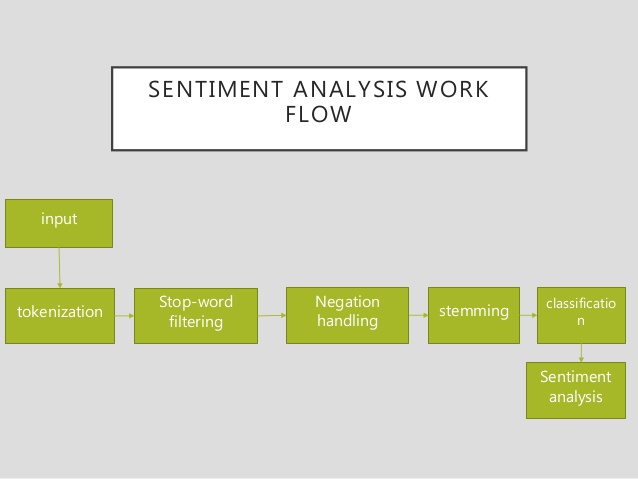 SENTIMENT ANALYSIS WORK
FLOW
input
tokenization
Stop-word
filtering
Negation
handling
stemming
classificatio
n
Sentiment
analysis